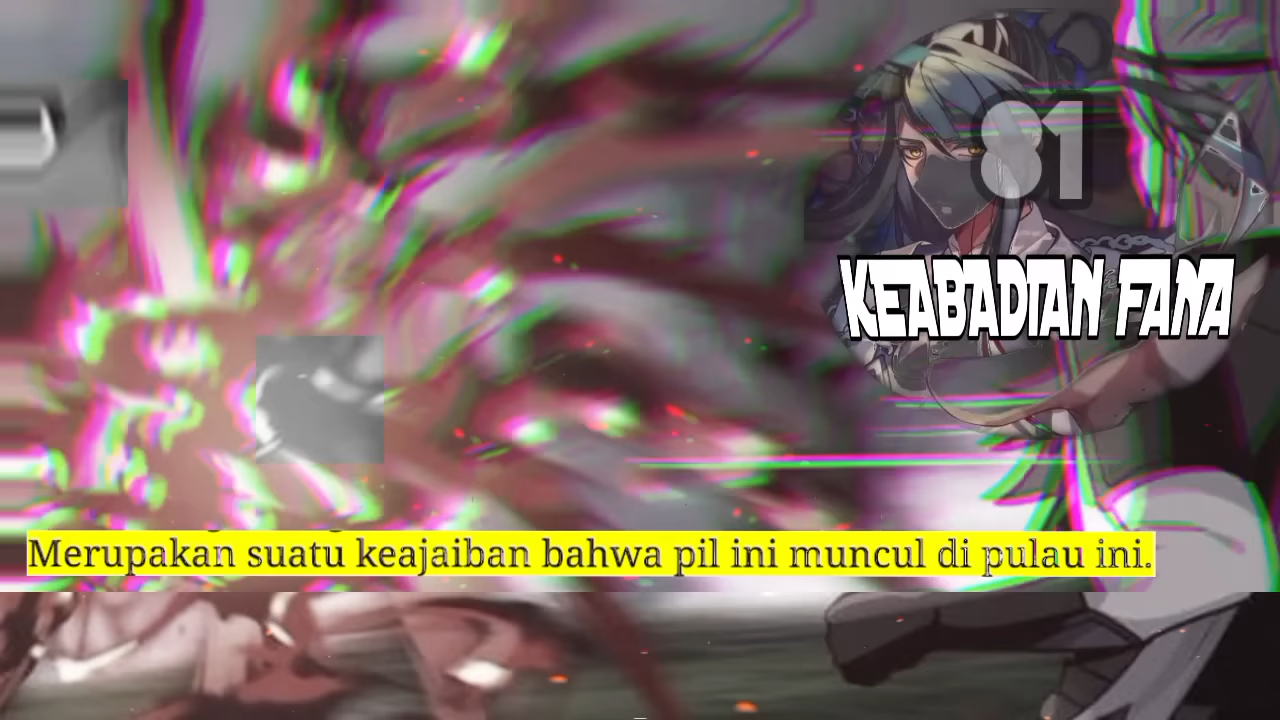 81
KEABADIAN FANA
Merupakan suatu keajaiban bahwa pil ini muncul di pulau ini.